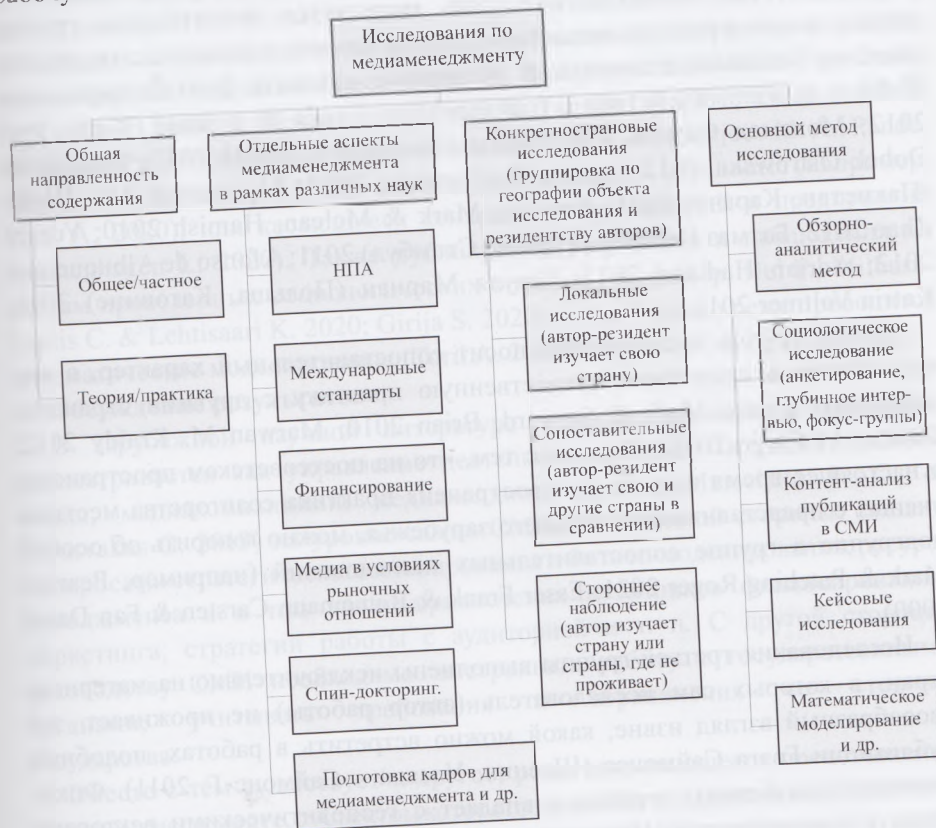 Исследования по
медиаменеджменту
Общая
направленность
содержания
Общее/частное
Теория/практика
Отдельные аспекты
медиаменеджмента
в рамках различных наук
НПА
Международные
стандарты
Финансирование
Медиа в условиях
рыночных
отношений
Спин-докторинг.
Подготовка кадров для
медиаменеджмента и др.
Конкретнострановые
исследования
(группировка по
географии объекта
исследования и
резидентству авторов)
Локальные
исследования
(автор-резидент
изучает свою
страну)
Сопоставительные
исследования
(автор-резидент
изучает свою и
другие страны в
сравнении)
Стороннее
наблюдение
(автор изучает
страну или
страны, где не
проживает)
Основной метод
исследования
Обзорно-
аналитический
метод
Социологическое
исследование
(анкетирование,
глубинное интер-
вью, фокус-группы)
Контент-анализ
публикаций
СМИ
Кейсовые
исследования
Математическое
моделирование
и др.